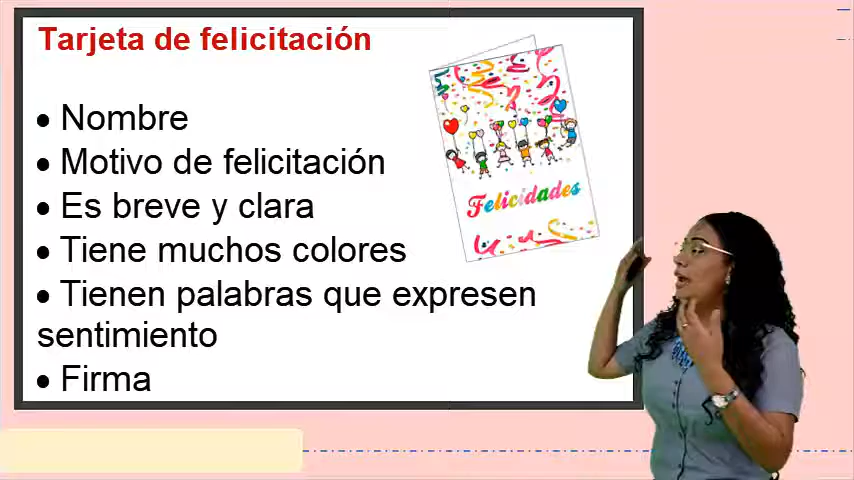 Tarjeta de felicitación
• Nombre
• Motivo de felicitación
• Es breve y clara
• Tiene muchos colores
• Tienen palabras que expresen
sentimiento
• Firma
Felicidades